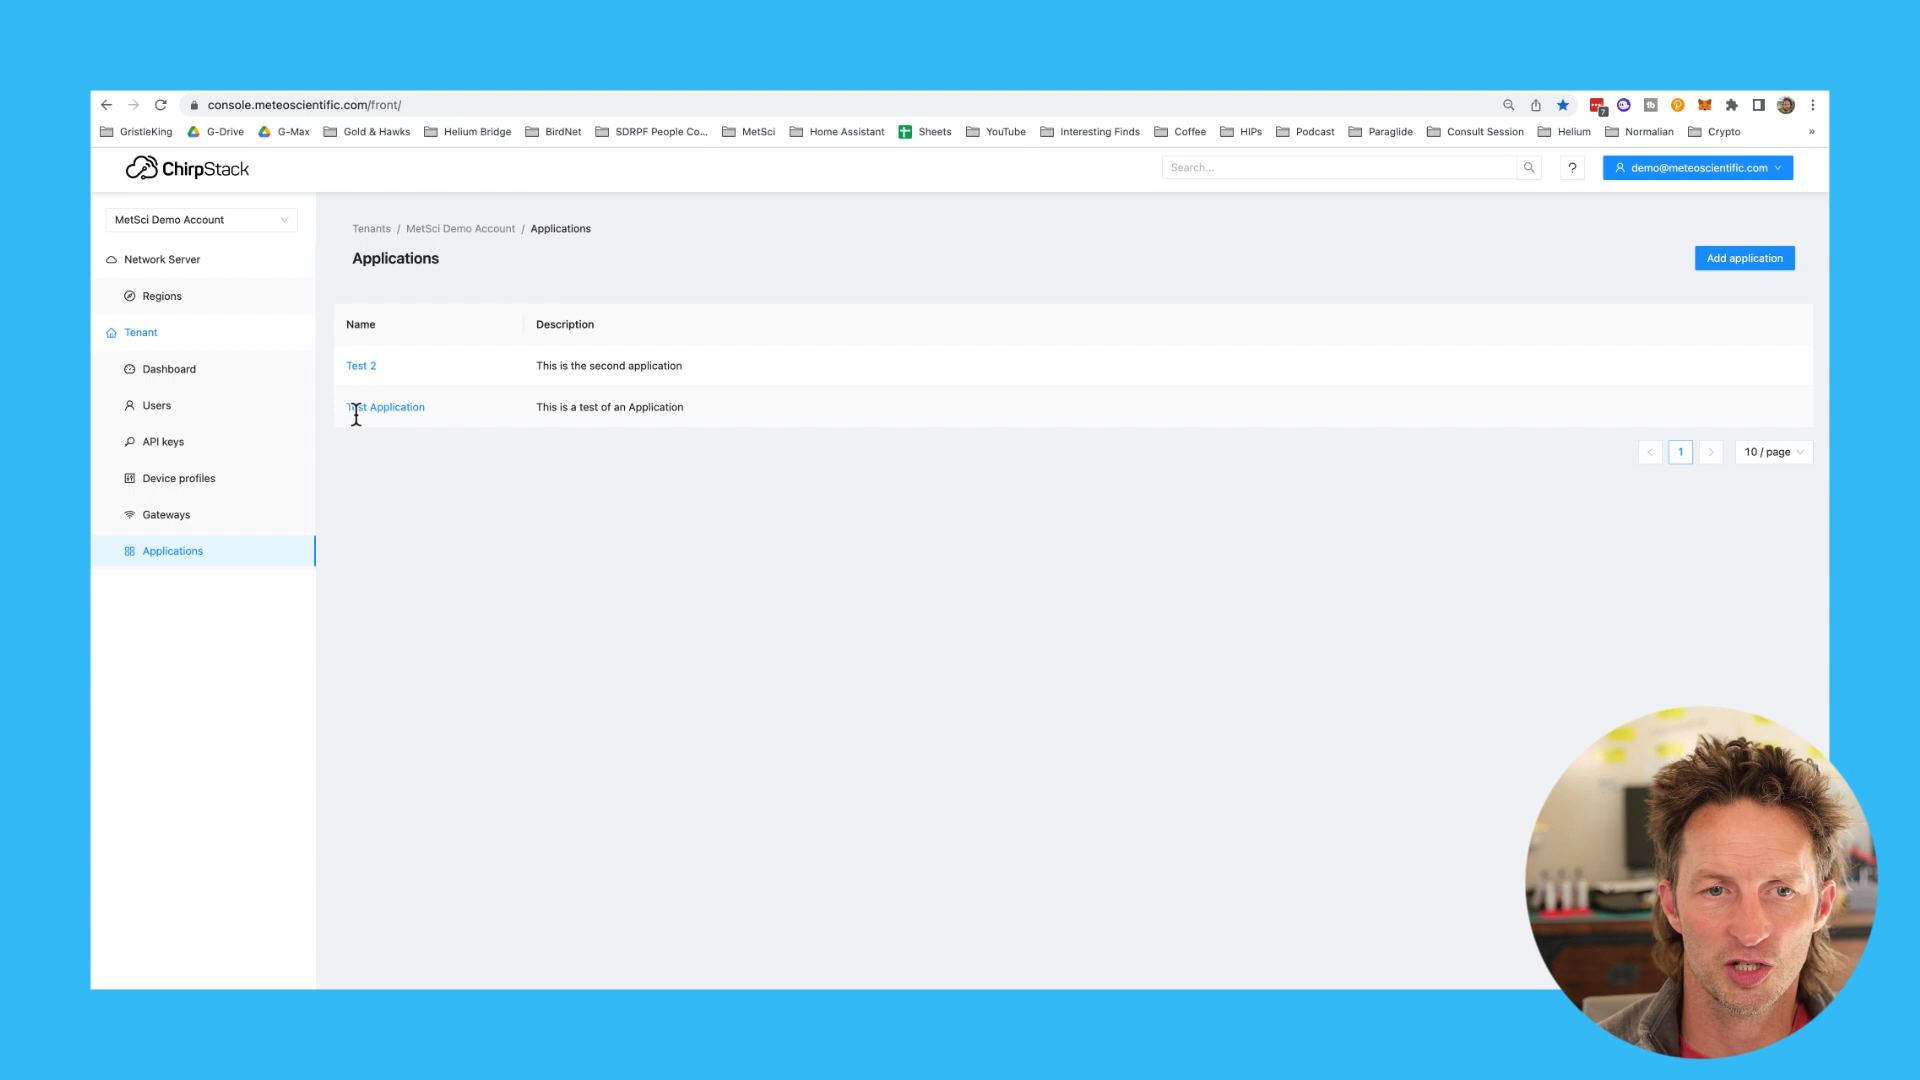 console.meteoscientific.com/front/
7
GristleKing G-Drive G-Max Gold & Hawks Helium Bridge BirdNet SDRPF People Co... MetSci Home Assistant Sheets YouTube Interesting Finds Coffee HIPs Podcast Paraglide Consult Session Helium Normalian Crypto »
ChirpStack
Search...
?
demo@meteoscientific.com
MetSci Demo Account
Network Server
Regions
Tenant
Dashboard
Users
API keys
Device profiles
Gateways
Applications
Tenants / MetSci Demo Account / Applications
Applications
Add application
Name Description
Test 2 This is the second application
Test Application This is a test of an Application
< 1 > 10 / page